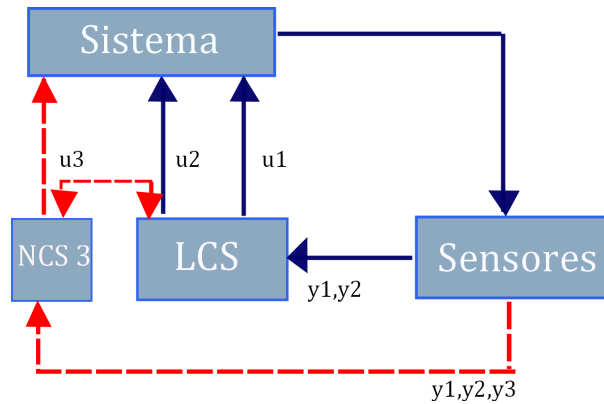 Sistema
u3
u2
u1
NCS 3
LCS
Sensores
y1,y2
y1,y2,y3